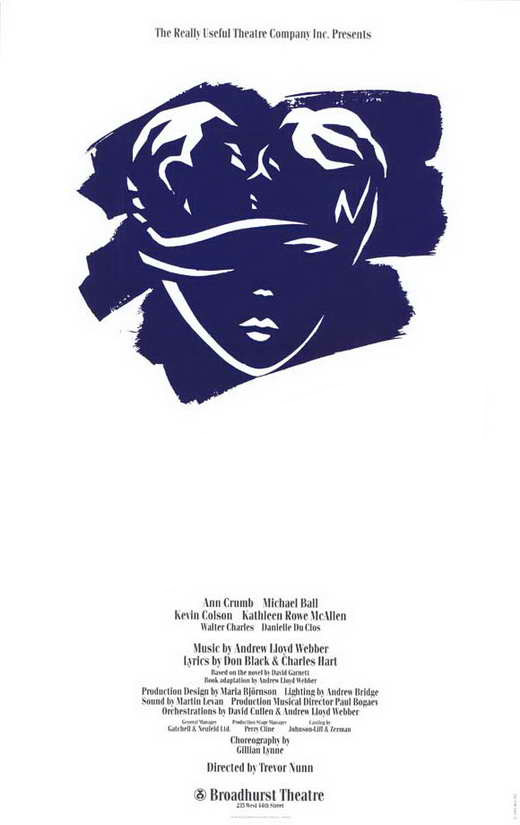 The Really Useful Theatre Company Inc. Presents
Ann Crumb Michael Ball
Kevin Colson Kathleen Rowe McAllen
Walter Charles Danielle Du Clos
Music by Andrew Lloyd Webber
Lyrics by Don Black & Charles Hart
Based on the novel by David Garnett
Book adaptation by Andrew Lloyd Webber
Production Design by Maria Björnson Lighting by Andrew Bridge
Sound by Martin Levan Production Musical Director Paul Bogaev
Orchestrations by David Cullen & Andrew Lloyd Webber
General Manager Production Stage Manager Casting by
Gatchell & Neufeld Ltd. Perry Cline Johnson-Liff & Zerman
Choreography by
Gillian Lynne
Directed by Trevor Nunn
Broadhurst Theatre
235 West 44th Street